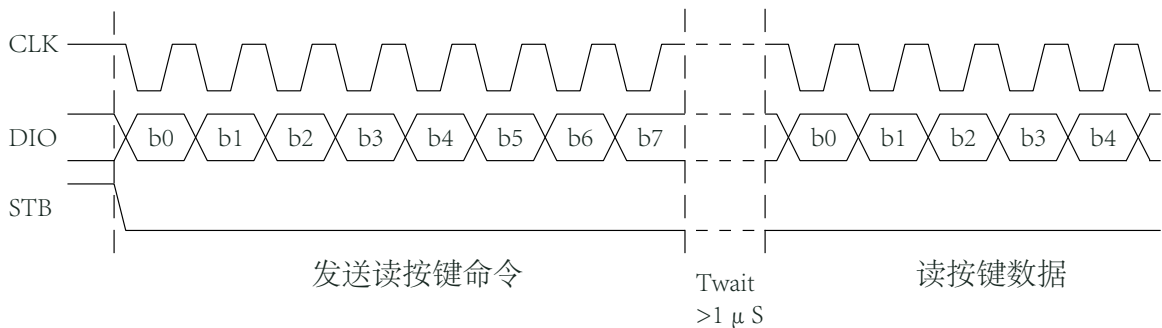 CLK
DIO b0 b1 b2 b3 b4 b5 b6 b7 b0 b1 b2 b3 b4
STB
发送读按键命令 读按键数据
Twait
>1 μ S